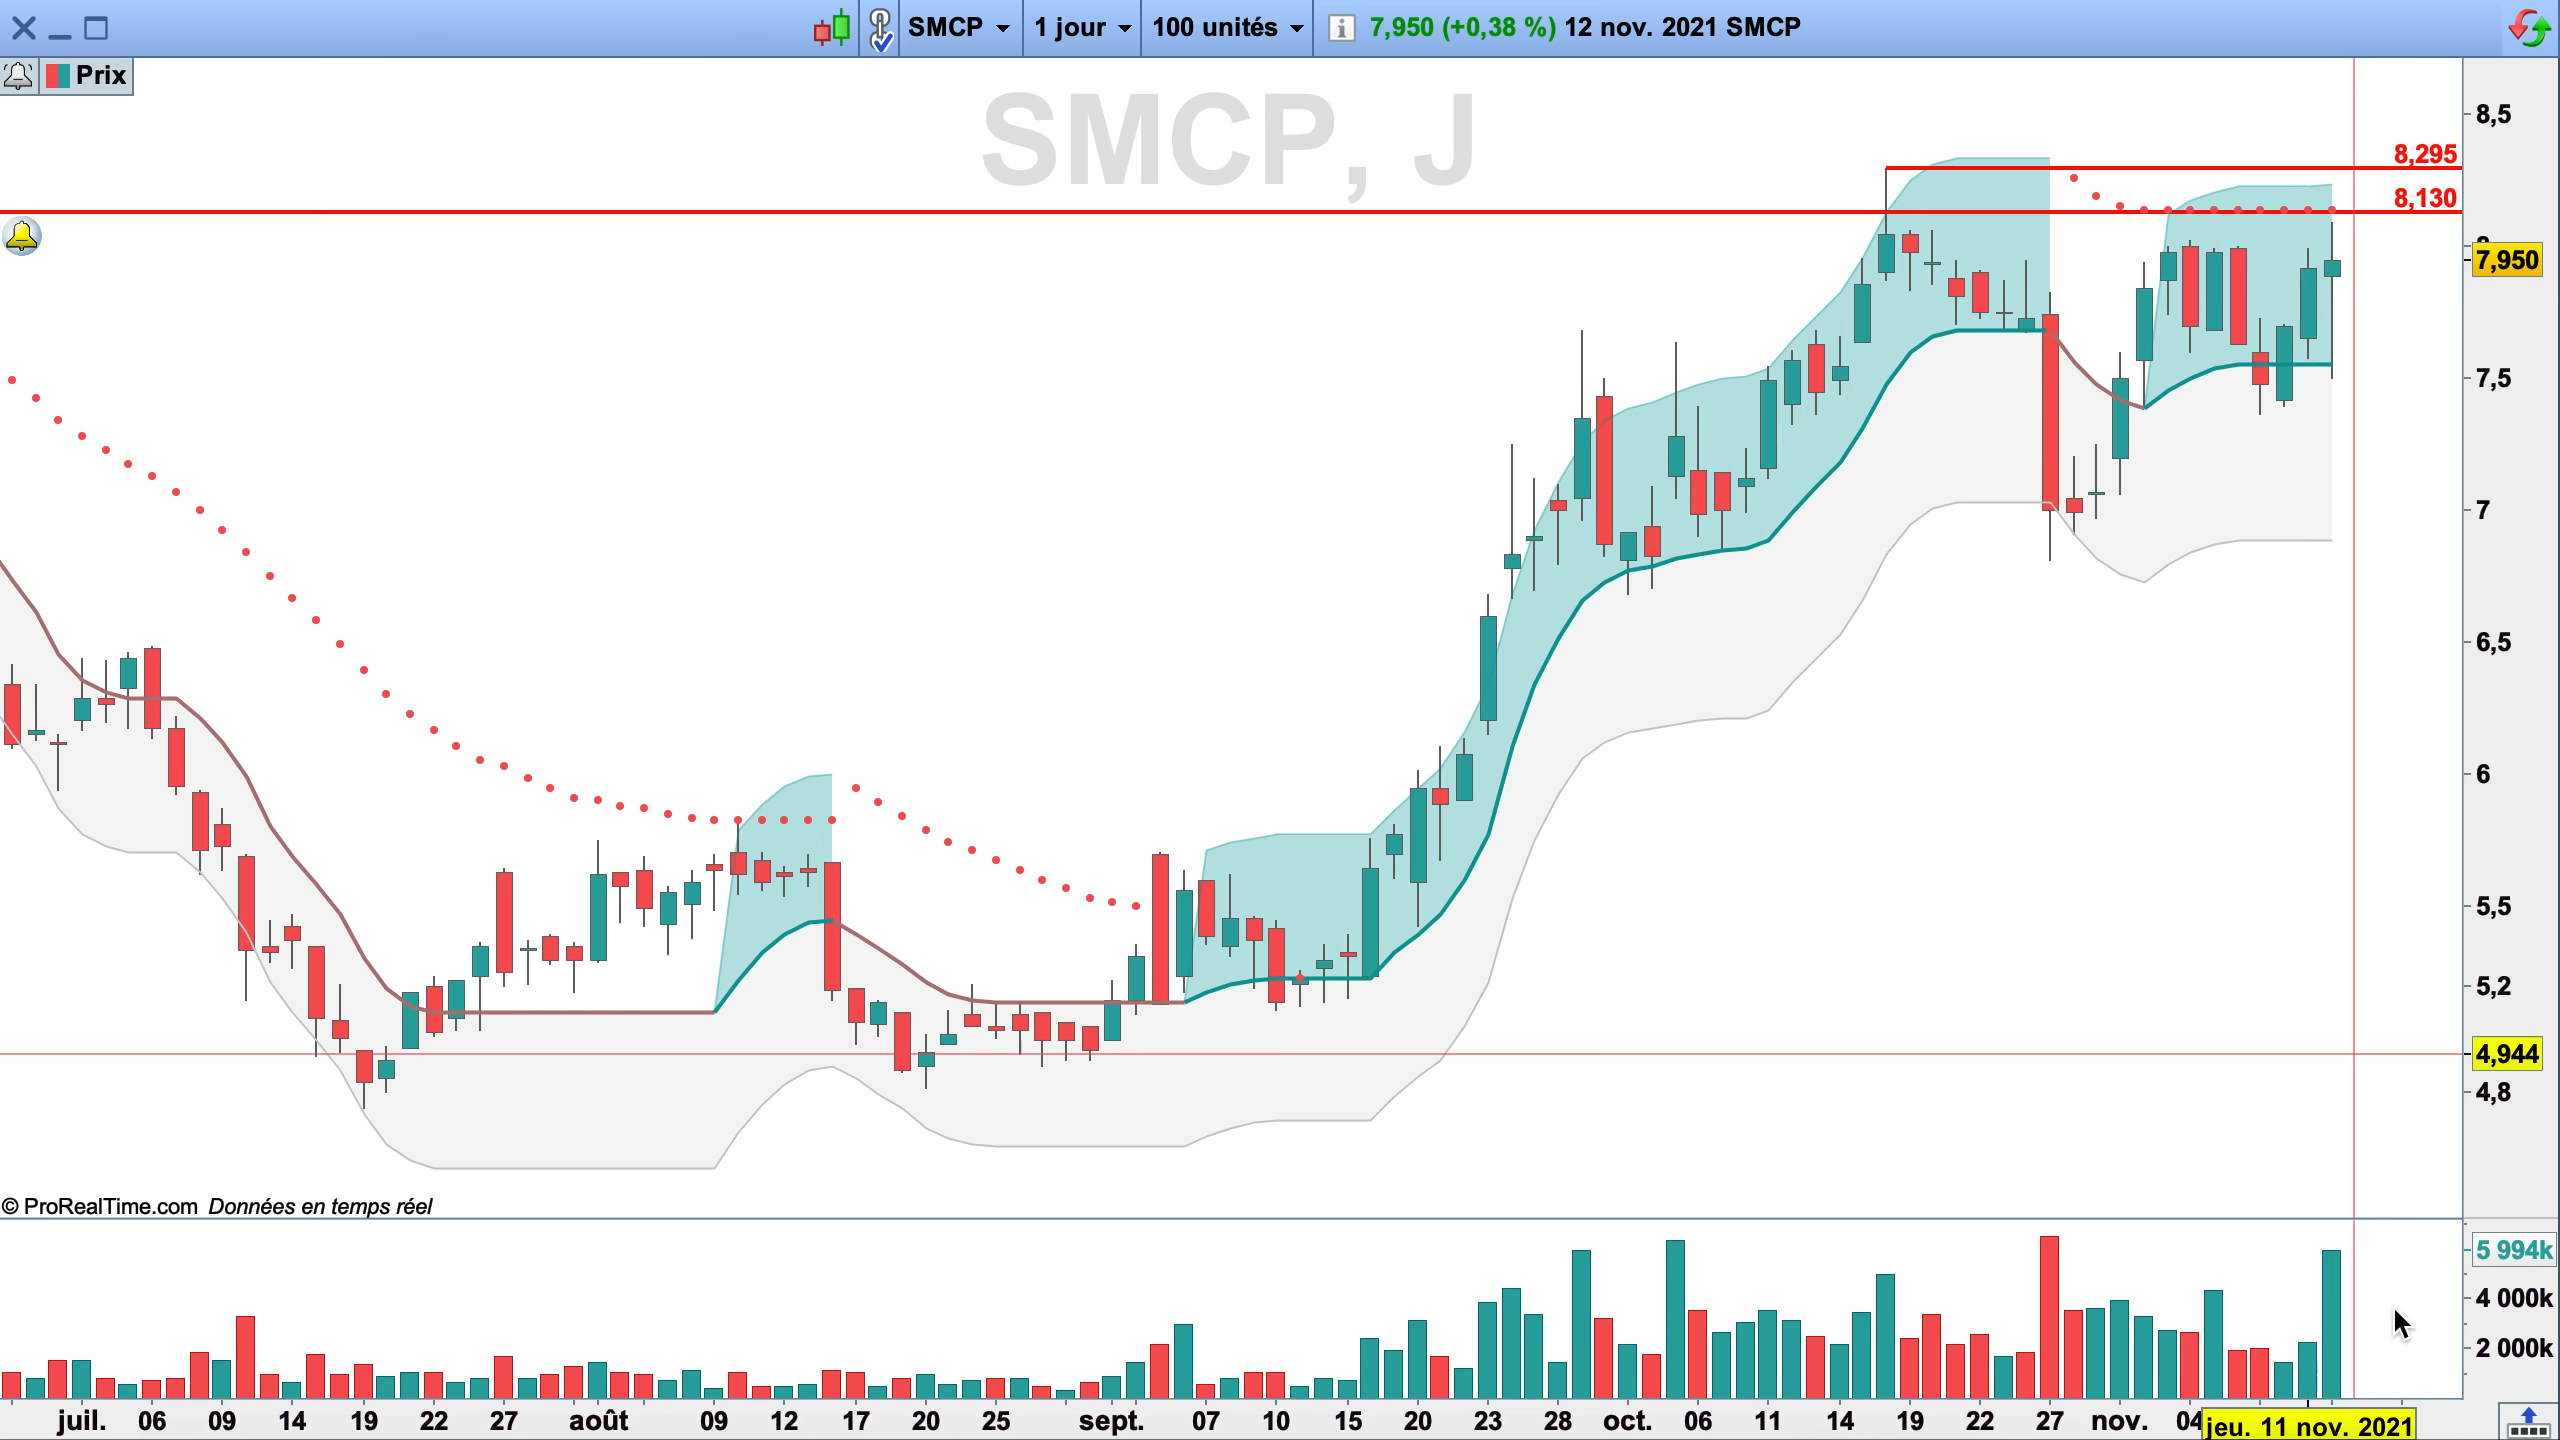 SMCP 1 jour 100 unités 7,950 (+0,38 %) 12 nov. 2021 SMCP
Prix
SMCP, J
8,5
8,295
8,130
7,950
7,5
7
6,5
6
5,5
5,2
4,944
4,8
© ProRealTime.com Données en temps réel
5 994k
4 000k
2 000k
juil. 06 09 14 19 22 27 août 09 12 17 20 25 sept. 07 10 15 20 23 28 oct. 06 11 14 19 22 27 nov. 04 jeu. 11 nov. 2021